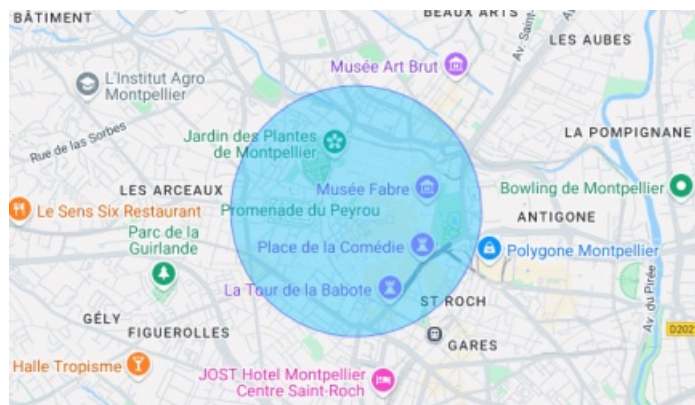 BÂTIMENT
BEAUX ARTS
Av. Saint-
LES AUBES
Musée Art Brut
L'Institut Agro
Montpellier
Rue de las Sorbes
Jardin des Plantes
de Montpellier
LA POMPIGNANE
LES ARCEAUX
Musée Fabre
Bowling de Montpellier
Le Sens Six Restaurant
Promenade du Peyrou
ANTIGONE
Parc de la
Guirlande
Place de la Comédie
Polygone Montpellier
La Tour de la Babote
ST ROCH
Av. du Pirée
GÉLY
FIGUEROLLES
GARES
D202
Halle Tropisme
JOST Hotel Montpellier
Centre Saint-Roch